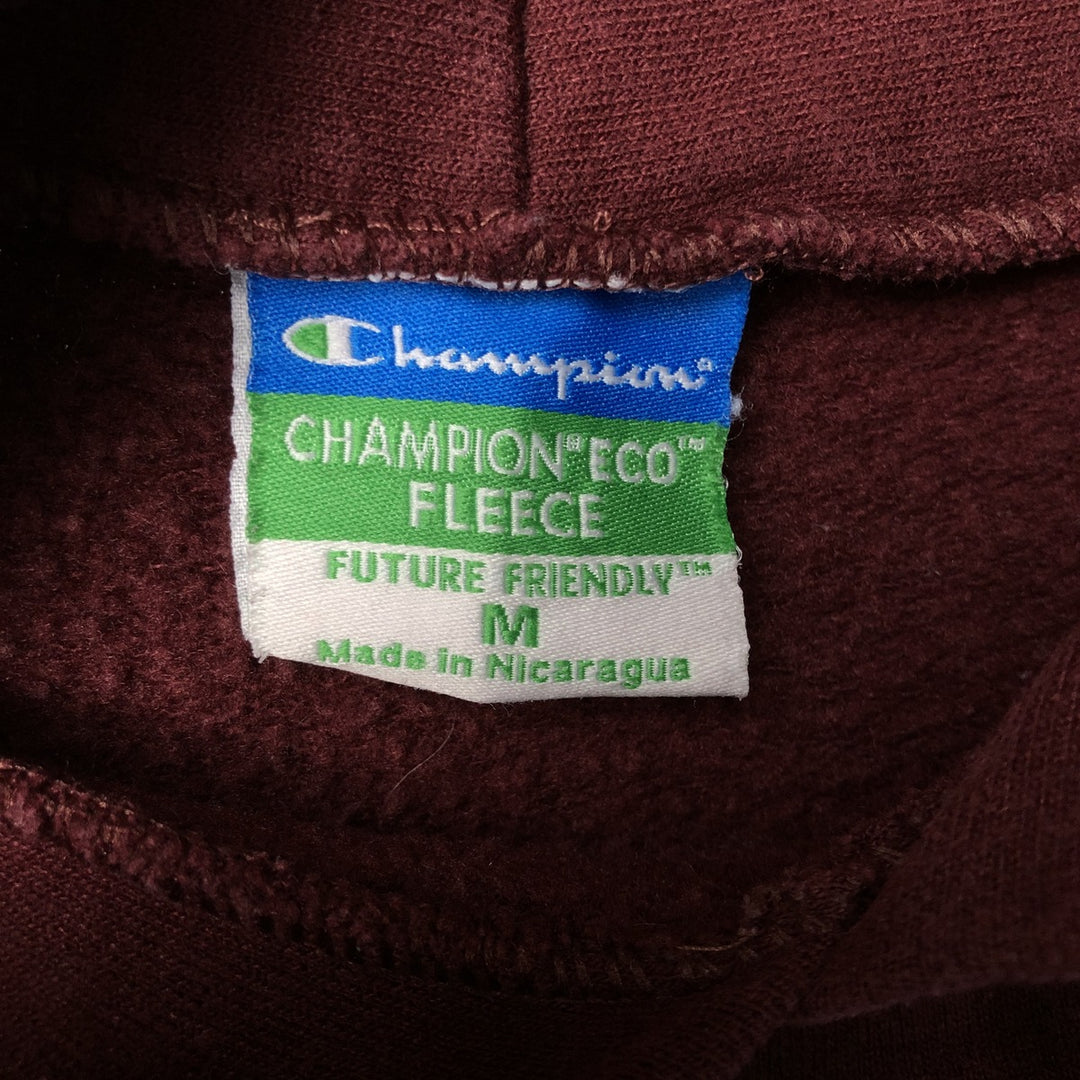 Champion®
CHAMPION® ECO™
FLEECE
FUTURE FRIENDLY™
M
Made in Nicaragua